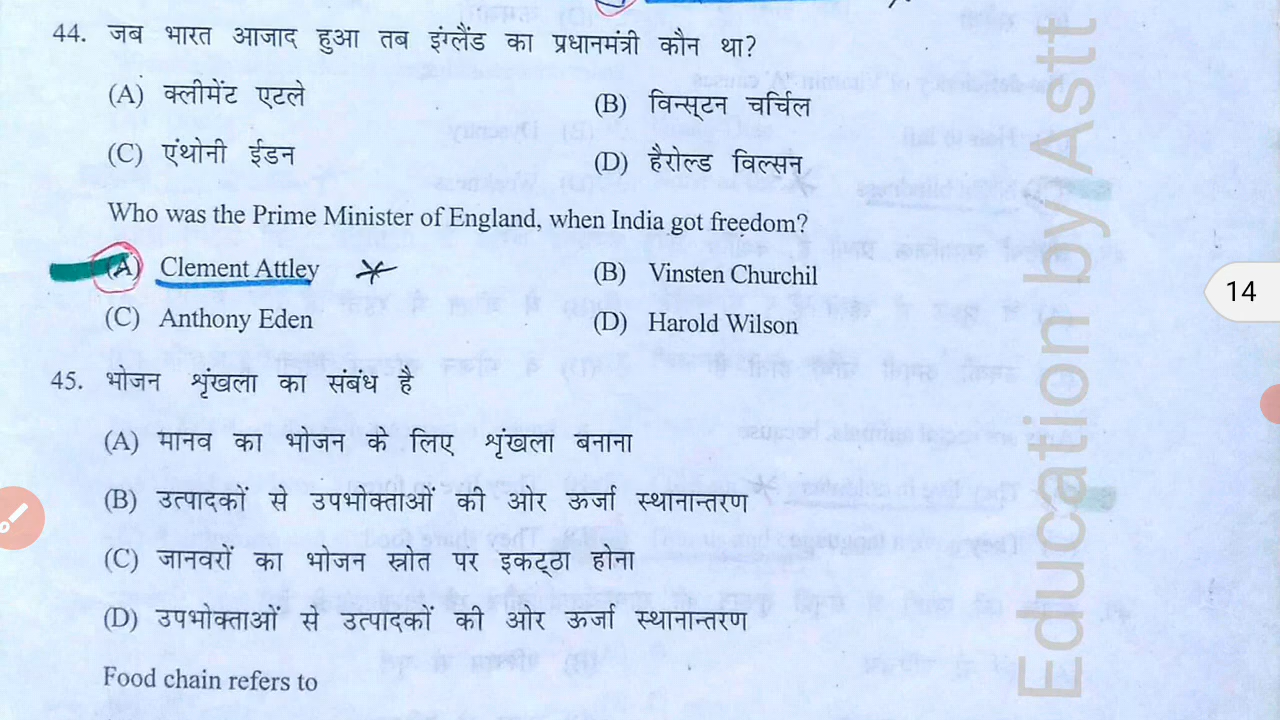 44. जब भारत आजाद हुआ तब इंग्लैंड का प्रधानमंत्री कौन था?
(A) क्लीमेंट एटले (B) विन्स्टन चर्चिल
(C) एंथोनी ईडन (D) हैरोल्ड विल्सन
Who was the Prime Minister of England, when India got freedom?
(A) Clement Attley (B) Vinsten Churchil
(C) Anthony Eden (D) Harold Wilson
45. भोजन शृंखला का संबंध है
(A) मानव का भोजन के लिए शृंखला बनाना
(B) उत्पादकों से उपभोक्ताओं की ओर ऊर्जा स्थानान्तरण
(C) जानवरों का भोजन स्रोत पर इकट्ठा होना
(D) उपभोक्ताओं से उत्पादकों की ओर ऊर्जा स्थानान्तरण
Food chain refers to
Education by Astt
14